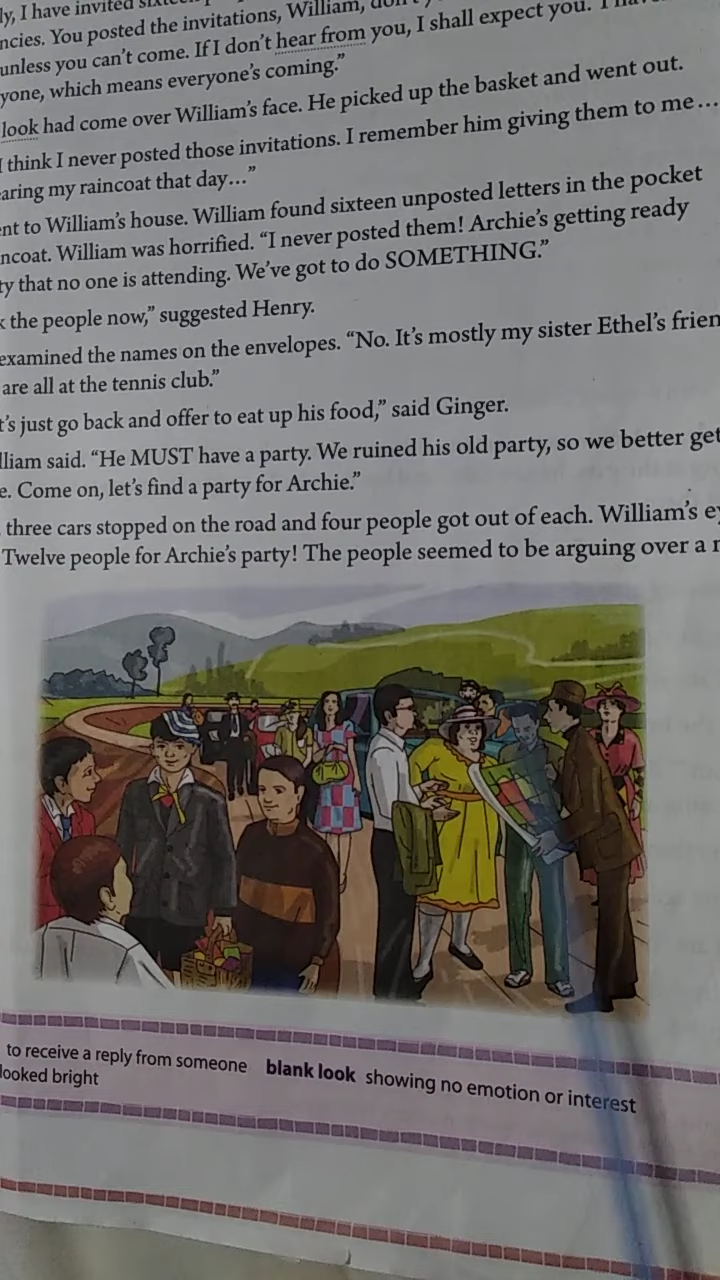 ly, I have invited
ncies. You posted the invitations, William,
unless you can't come. If I don't hear from you, I shall expect you.
yone, which means everyone's coming."
look had come over William's face. He picked up the basket and went out.
I think I never posted those invitations. I remember him giving them to me...
aring my raincoat that day..."
nt to William's house. William found sixteen unposted letters in the pocket
ncoat. William was horrified. "I never posted them! Archie's getting ready
ty that no one is attending. We've got to do SOMETHING."
k the people now," suggested Henry.
examined the names on the envelopes. "No. It's mostly my sister Ethel's frien
are all at the tennis club."
t's just go back and offer to eat up his food," said Ginger.
lliam said. "He MUST have a party. We ruined his old party, so we better get
e. Come on, let's find a party for Archie."
three cars stopped on the road and four people got out of each. William's ey
Twelve people for Archie's party! The people seemed to be arguing over a
to receive a reply from someone blank look showing no emotion or interest
looked bright